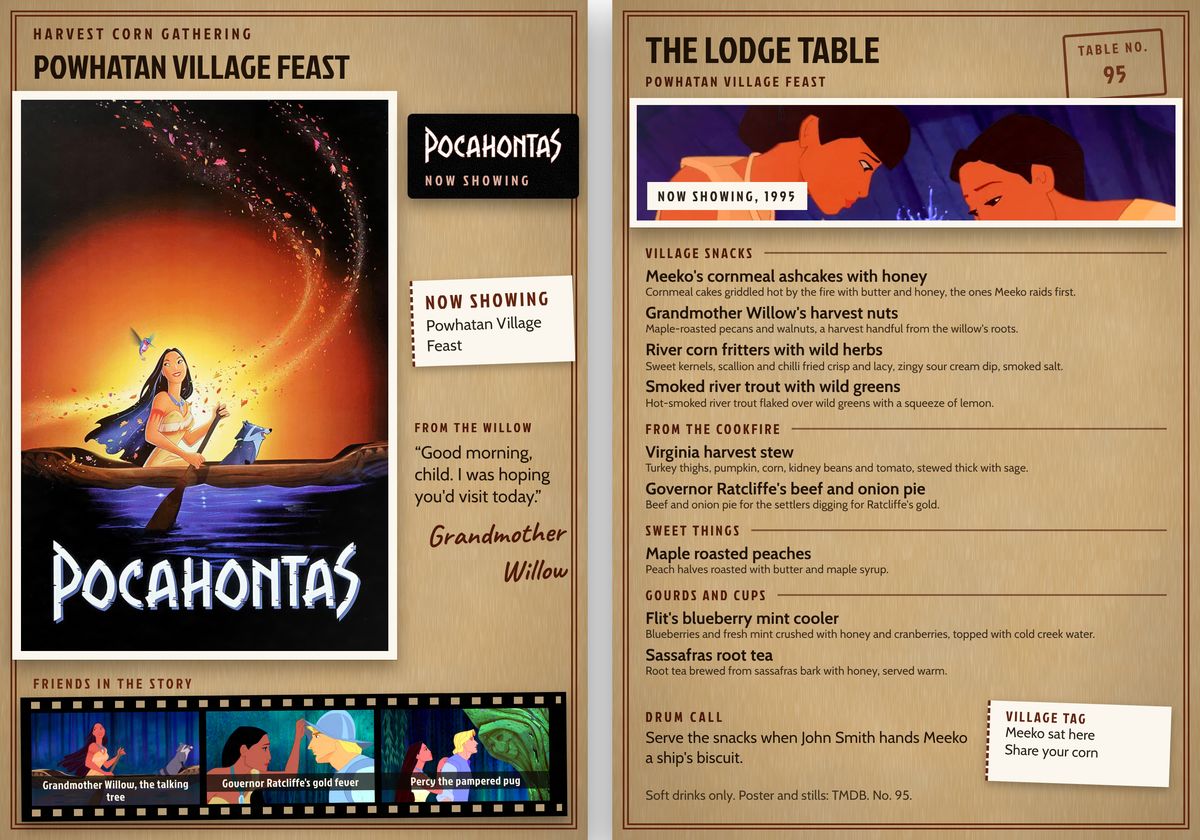 HARVEST CORN GATHERING
POWHATAN VILLAGE FEAST
POCAHONTAS
NOW SHOWING
NOW SHOWING
Powhatan Village
Feast
FROM THE WILLOW
“Good morning,
child. I was hoping
you'd visit today.”
Grandmother
Willow
POCAHONTAS
FRIENDS IN THE STORY
Grandmother Willow, the talking
tree
Governor Ratcliffe's gold fever
Percy the pampered pug
THE LODGE TABLE
POWHATAN VILLAGE FEAST
TABLE NO.
95
NOW SHOWING, 1995
VILLAGE SNACKS
Meeko's cornmeal ashcakes with honey
Cornmeal cakes griddled hot by the fire with butter and honey, the ones Meeko raids first.
Grandmother Willow's harvest nuts
Maple-roasted pecans and walnuts, a harvest handful from the willow's roots.
River corn fritters with wild herbs
Sweet kernels, scallion and chilli fried crisp and lacy, zingy sour cream dip, smoked salt.
Smoked river trout with wild greens
Hot-smoked river trout flaked over wild greens with a squeeze of lemon.
FROM THE COOKFIRE
Virginia harvest stew
Turkey thighs, pumpkin, corn, kidney beans and tomato, stewed thick with sage.
Governor Ratcliffe's beef and onion pie
Beef and onion pie for the settlers digging for Ratcliffe's gold.
SWEET THINGS
Maple roasted peaches
Peach halves roasted with butter and maple syrup.
GOURDS AND CUPS
Flit's blueberry mint cooler
Blueberries and fresh mint crushed with honey and cranberries, topped with cold creek water.
Sassafras root tea
Root tea brewed from sassafras bark with honey, served warm.
DRUM CALL
Serve the snacks when John Smith hands Meeko
a ship's biscuit.
VILLAGE TAG
Meeko sat here
Share your corn
Soft drinks only. Poster and stills: TMDB. No. 95.